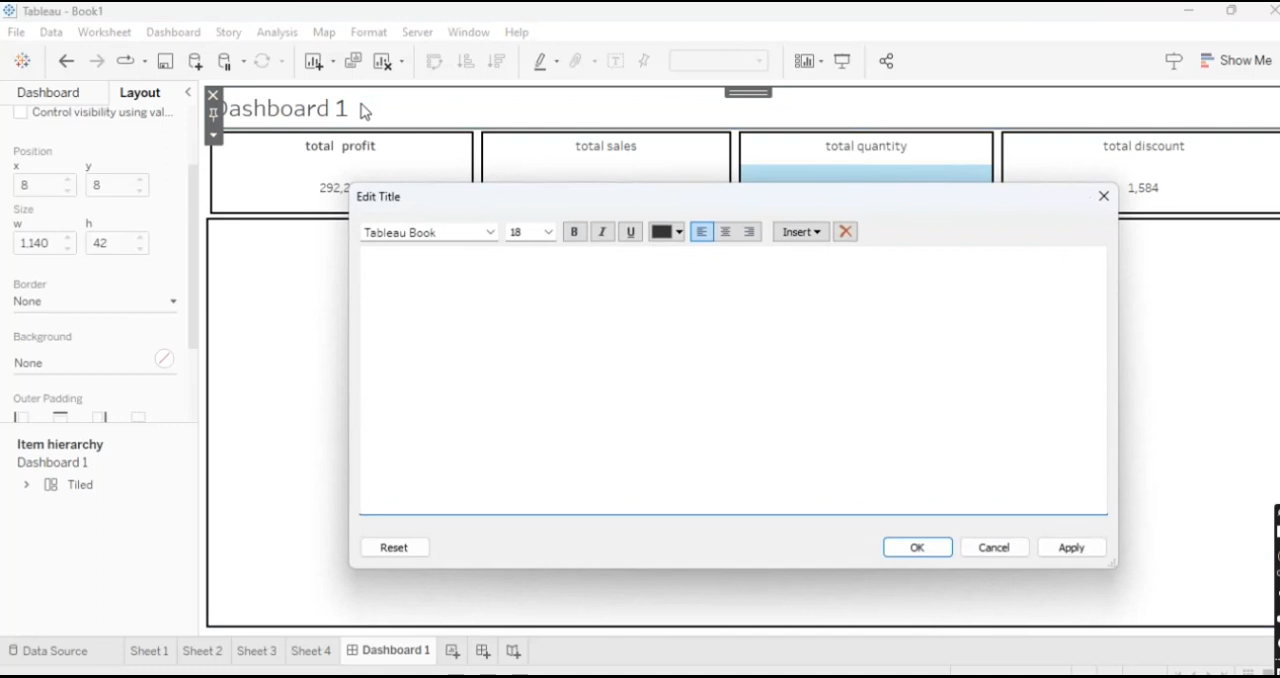 Tableau - Book1
File Data Worksheet Dashboard Story Analysis Map Format Server Window Help
Show Me
Dashboard Layout
Dashboard 1
Control visibility using val...
total profit total sales total quantity total discount
Position
x y
8 8
292,2 1,584
Size
w h
1,140 42
Edit Title
Tableau Book 18 B I U Insert
Border
None
Background
None
Outer Padding
Item hierarchy
Dashboard 1
Tiled
Reset OK Cancel Apply
Data Source Sheet 1 Sheet 2 Sheet 3 Sheet 4 Dashboard 1